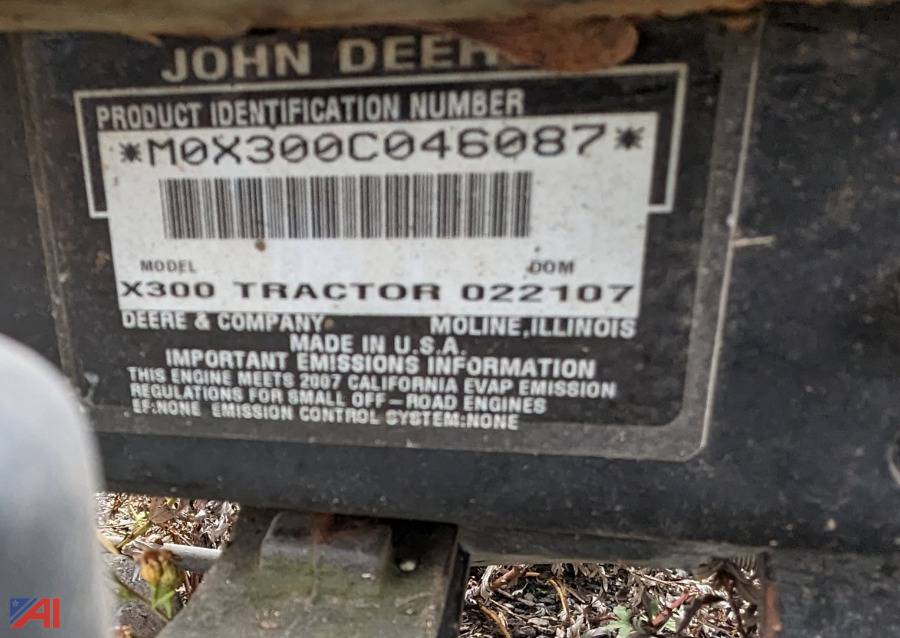 JOHN DEER
PRODUCT IDENTIFICATION NUMBER
*M0X300C046087*
MODEL DOM
X300 TRACTOR 022107
DEERE & COMPANY MOLINE,ILLINOIS
MADE IN U.S.A.
IMPORTANT EMISSIONS INFORMATION
THIS ENGINE MEETS 2007 CALIFORNIA EVAP EMISSION
REGULATIONS FOR SMALL OFF-ROAD ENGINES
EF:NONE EMISSION CONTROL SYSTEM:NONE
AI